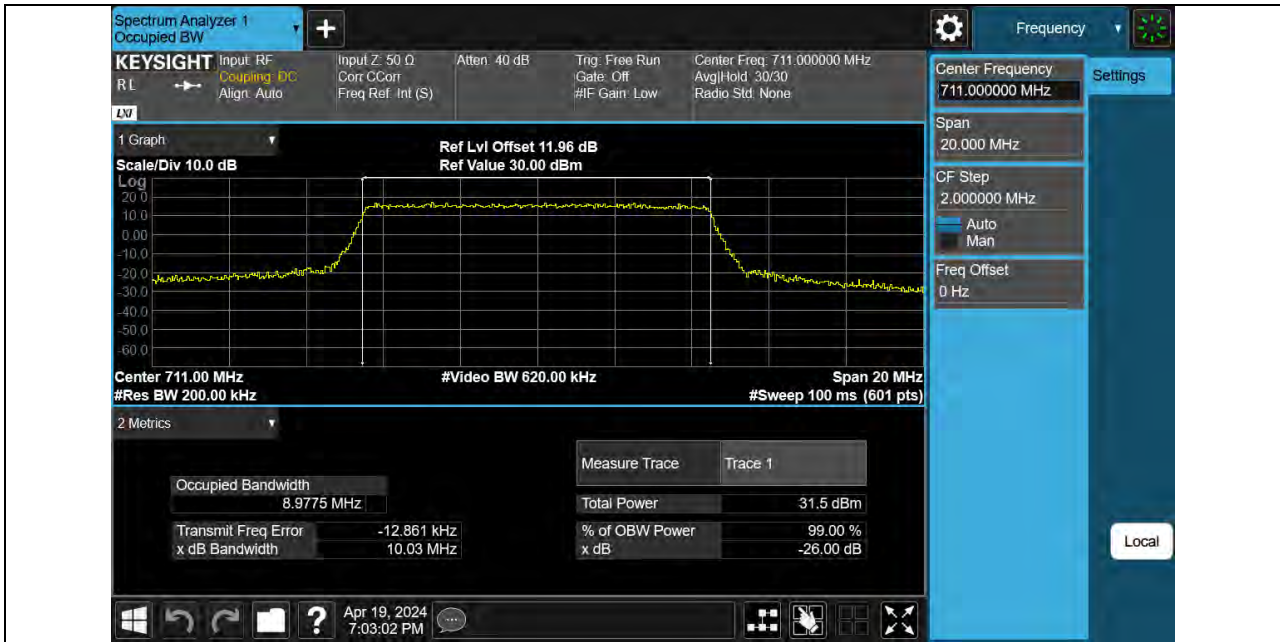 Spectrum Analyzer 1
Occupied BW
Frequency
KEYSIGHT
RL
LXI
Input: RF
Coupling: DC
Align: Auto
Input Z: 50 Ω
Corr CCorr
Freq Ref: Int (S)
Atten: 40 dB
Trig: Free Run
Gate: Off
#IF Gain: Low
Center Freq: 711.000000 MHz
Avg|Hold: 30/30
Radio Std: None
Center Frequency
711.000000 MHz
Settings
Span
20.000 MHz
CF Step
2.000000 MHz
Auto
Man
Freq Offset
0 Hz
Local
1 Graph
Scale/Div 10.0 dB
Ref Lvl Offset 11.96 dB
Ref Value 30.00 dBm
Log
20.0
10.0
0.00
-10.0
-20.0
-30.0
-40.0
-50.0
-60.0
Center 711.00 MHz
#Res BW 200.00 kHz
#Video BW 620.00 kHz
Span 20 MHz
#Sweep 100 ms (601 pts)
2 Metrics
Measure Trace Trace 1
Occupied Bandwidth
8.9775 MHz
Total Power 31.5 dBm
Transmit Freq Error -12.861 kHz
% of OBW Power 99.00 %
x dB Bandwidth 10.03 MHz
x dB -26.00 dB
Apr 19, 2024
7:03:02 PM